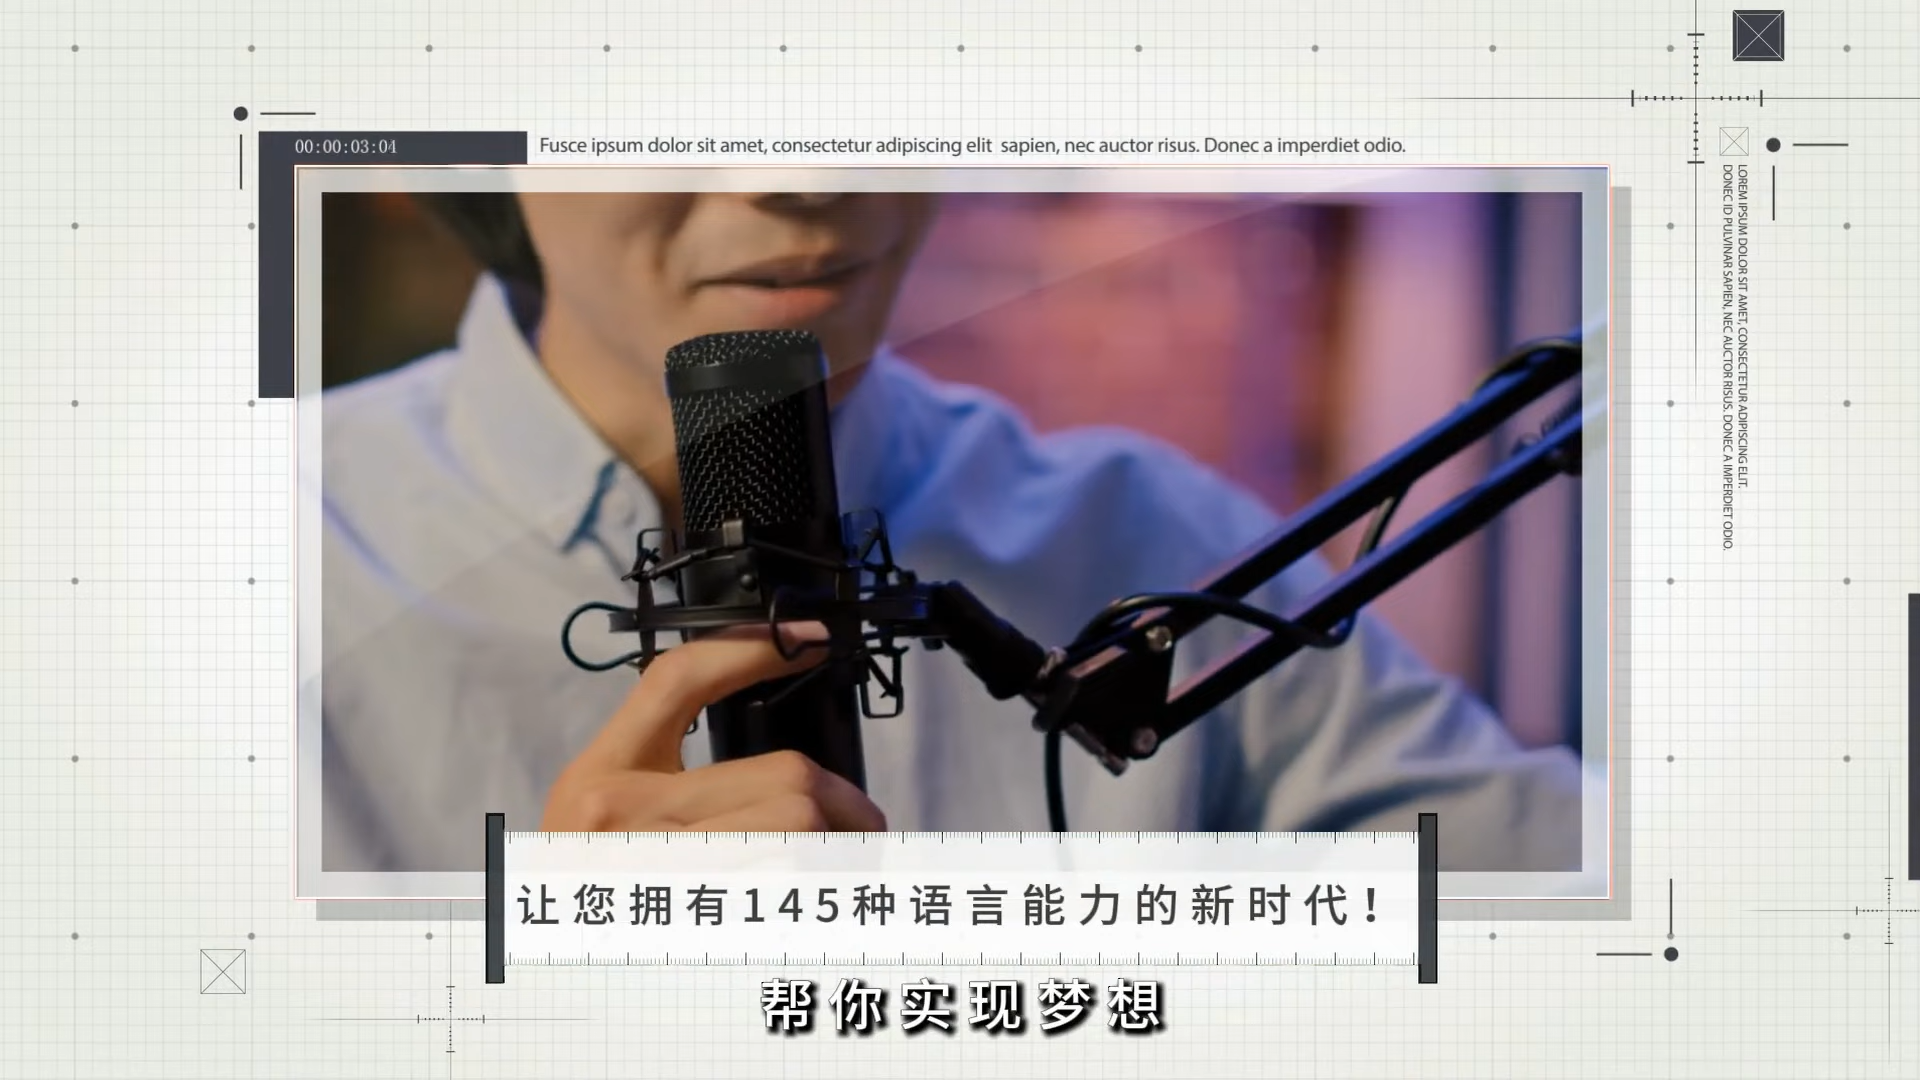 00:00:03:04
Fusce ipsum dolor sit amet, consectetur adipiscing elit sapien, nec auctor risus. Donec a imperdiet odio.
LOREM IPSUM DOLOR SIT AMET, CONSECTETUR ADIPISCING ELIT.
DONEC ID PULVINAR SAPIEN, NEC AUCTOR RISUS. DONEC A IMPERDIET ODIO.
让您拥有145种语言能力的新时代！
帮你实现梦想